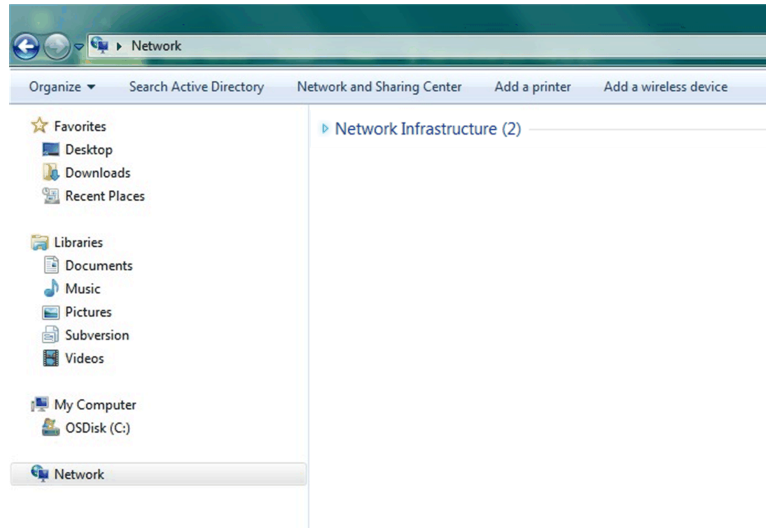 Network
Organize Search Active Directory Network and Sharing Center Add a printer Add a wireless device
Favorites
Desktop
Downloads
Recent Places
Libraries
Documents
Music
Pictures
Subversion
Videos
My Computer
OSDisk (C:)
Network
Network Infrastructure (2)